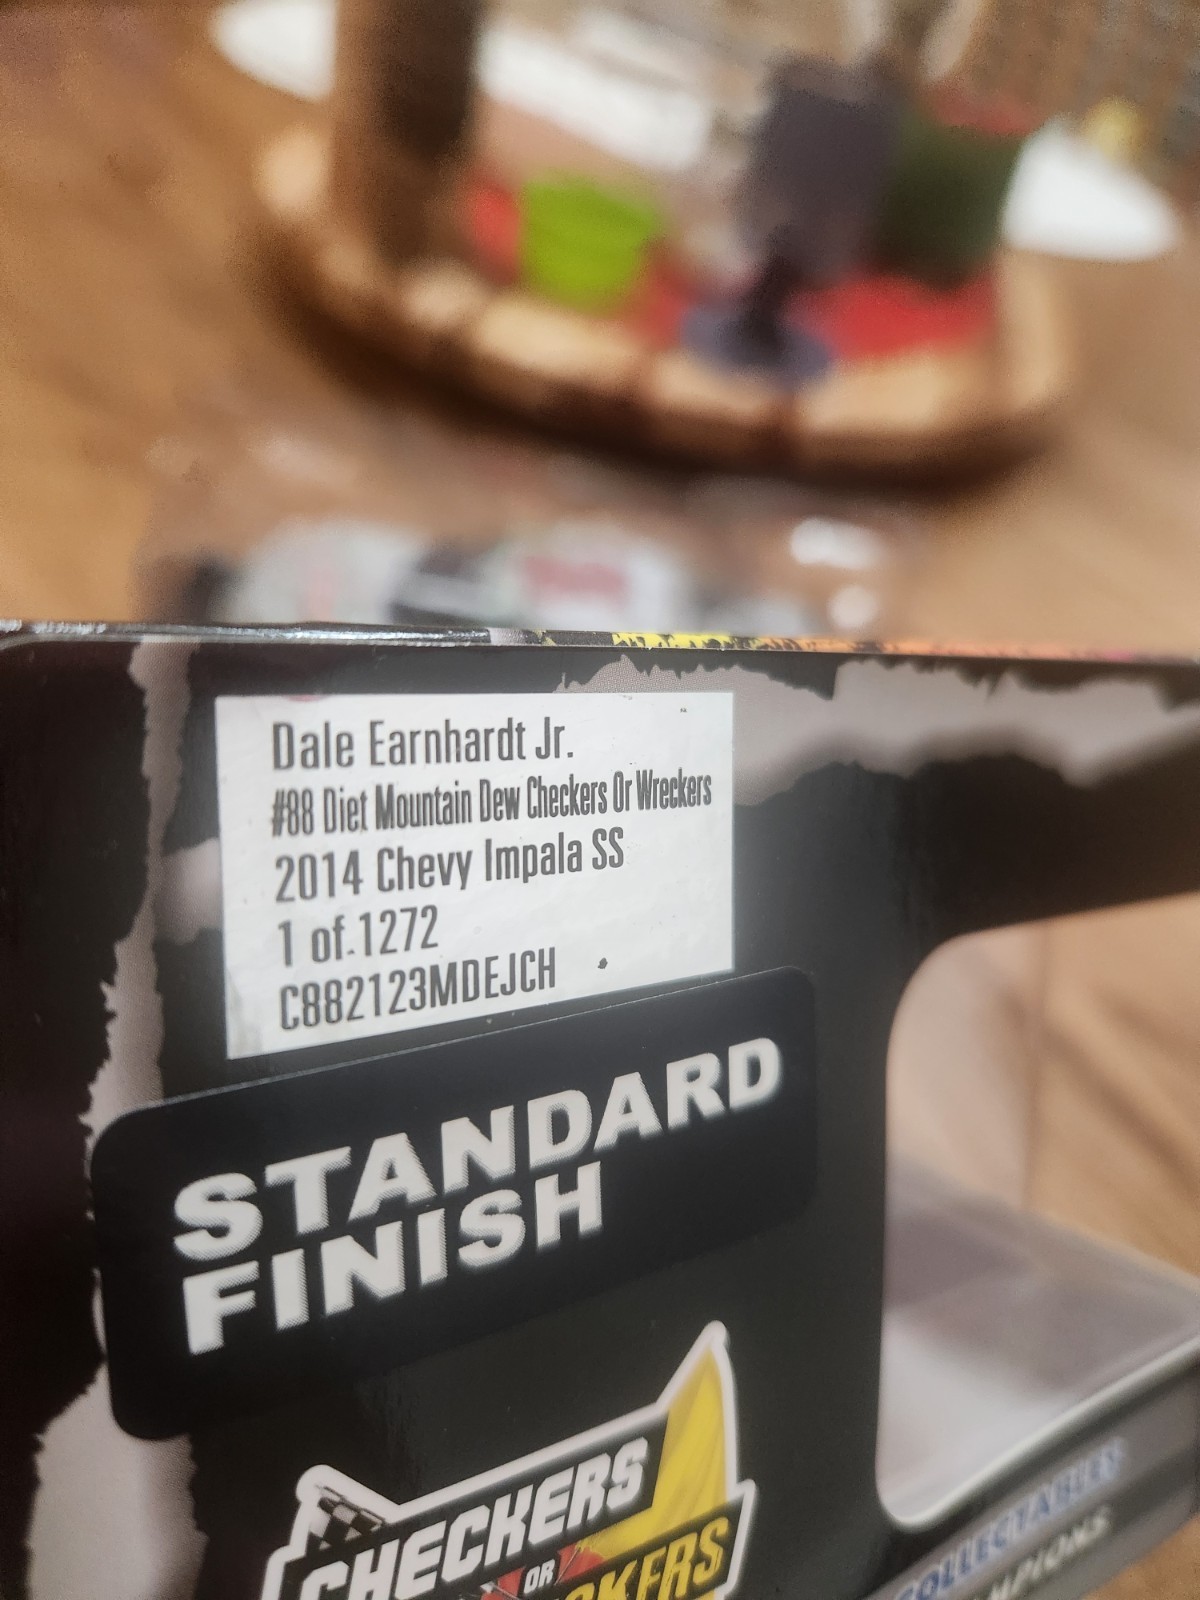 Dale Earnhardt Jr.
#88 Diet Mountain Dew Checkers Or Wreckers
2014 Chevy Impala SS
1 of 1272
C882123MDEJCH
STANDARD
FINISH
CHECKERS
OR
COLLECTABLES